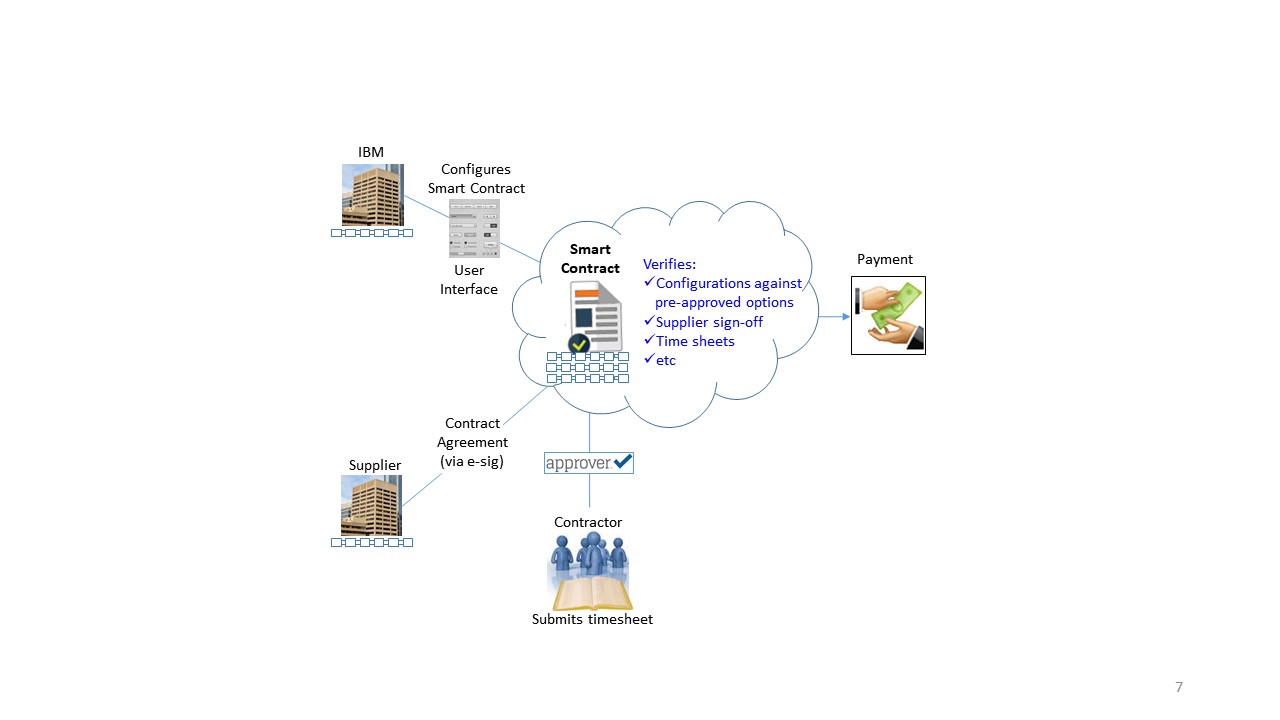 IBM
Configures
Smart Contract
User
Interface
Smart
Contract
Verifies:
✓Configurations against
pre-approved options
✓Supplier sign-off
✓Time sheets
✓etc
Payment
Contract
Agreement
(via e-sig)
Supplier
approver
Contractor
Submits timesheet
7